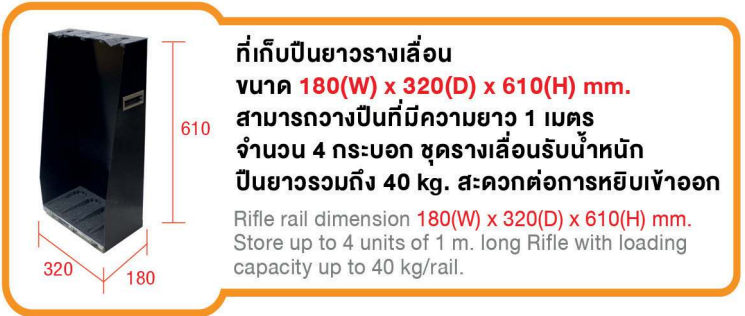 610
320
180
ที่เก็บปืนยาวรางเลื่อน
ขนาด 180(W) x 320(D) x 610(H) mm.
สามารถวางปืนที่มีความยาว 1 เมตร
จำนวน 4 กระบอก ชุดรางเลื่อนรับน้ำหนัก
ปืนยาวรวมถึง 40 kg. สะดวกต่อการหยิบเข้าออก
Rifle rail dimension 180(W) x 320(D) x 610(H) mm.
Store up to 4 units of 1 m. long Rifle with loading
capacity up to 40 kg/rail.